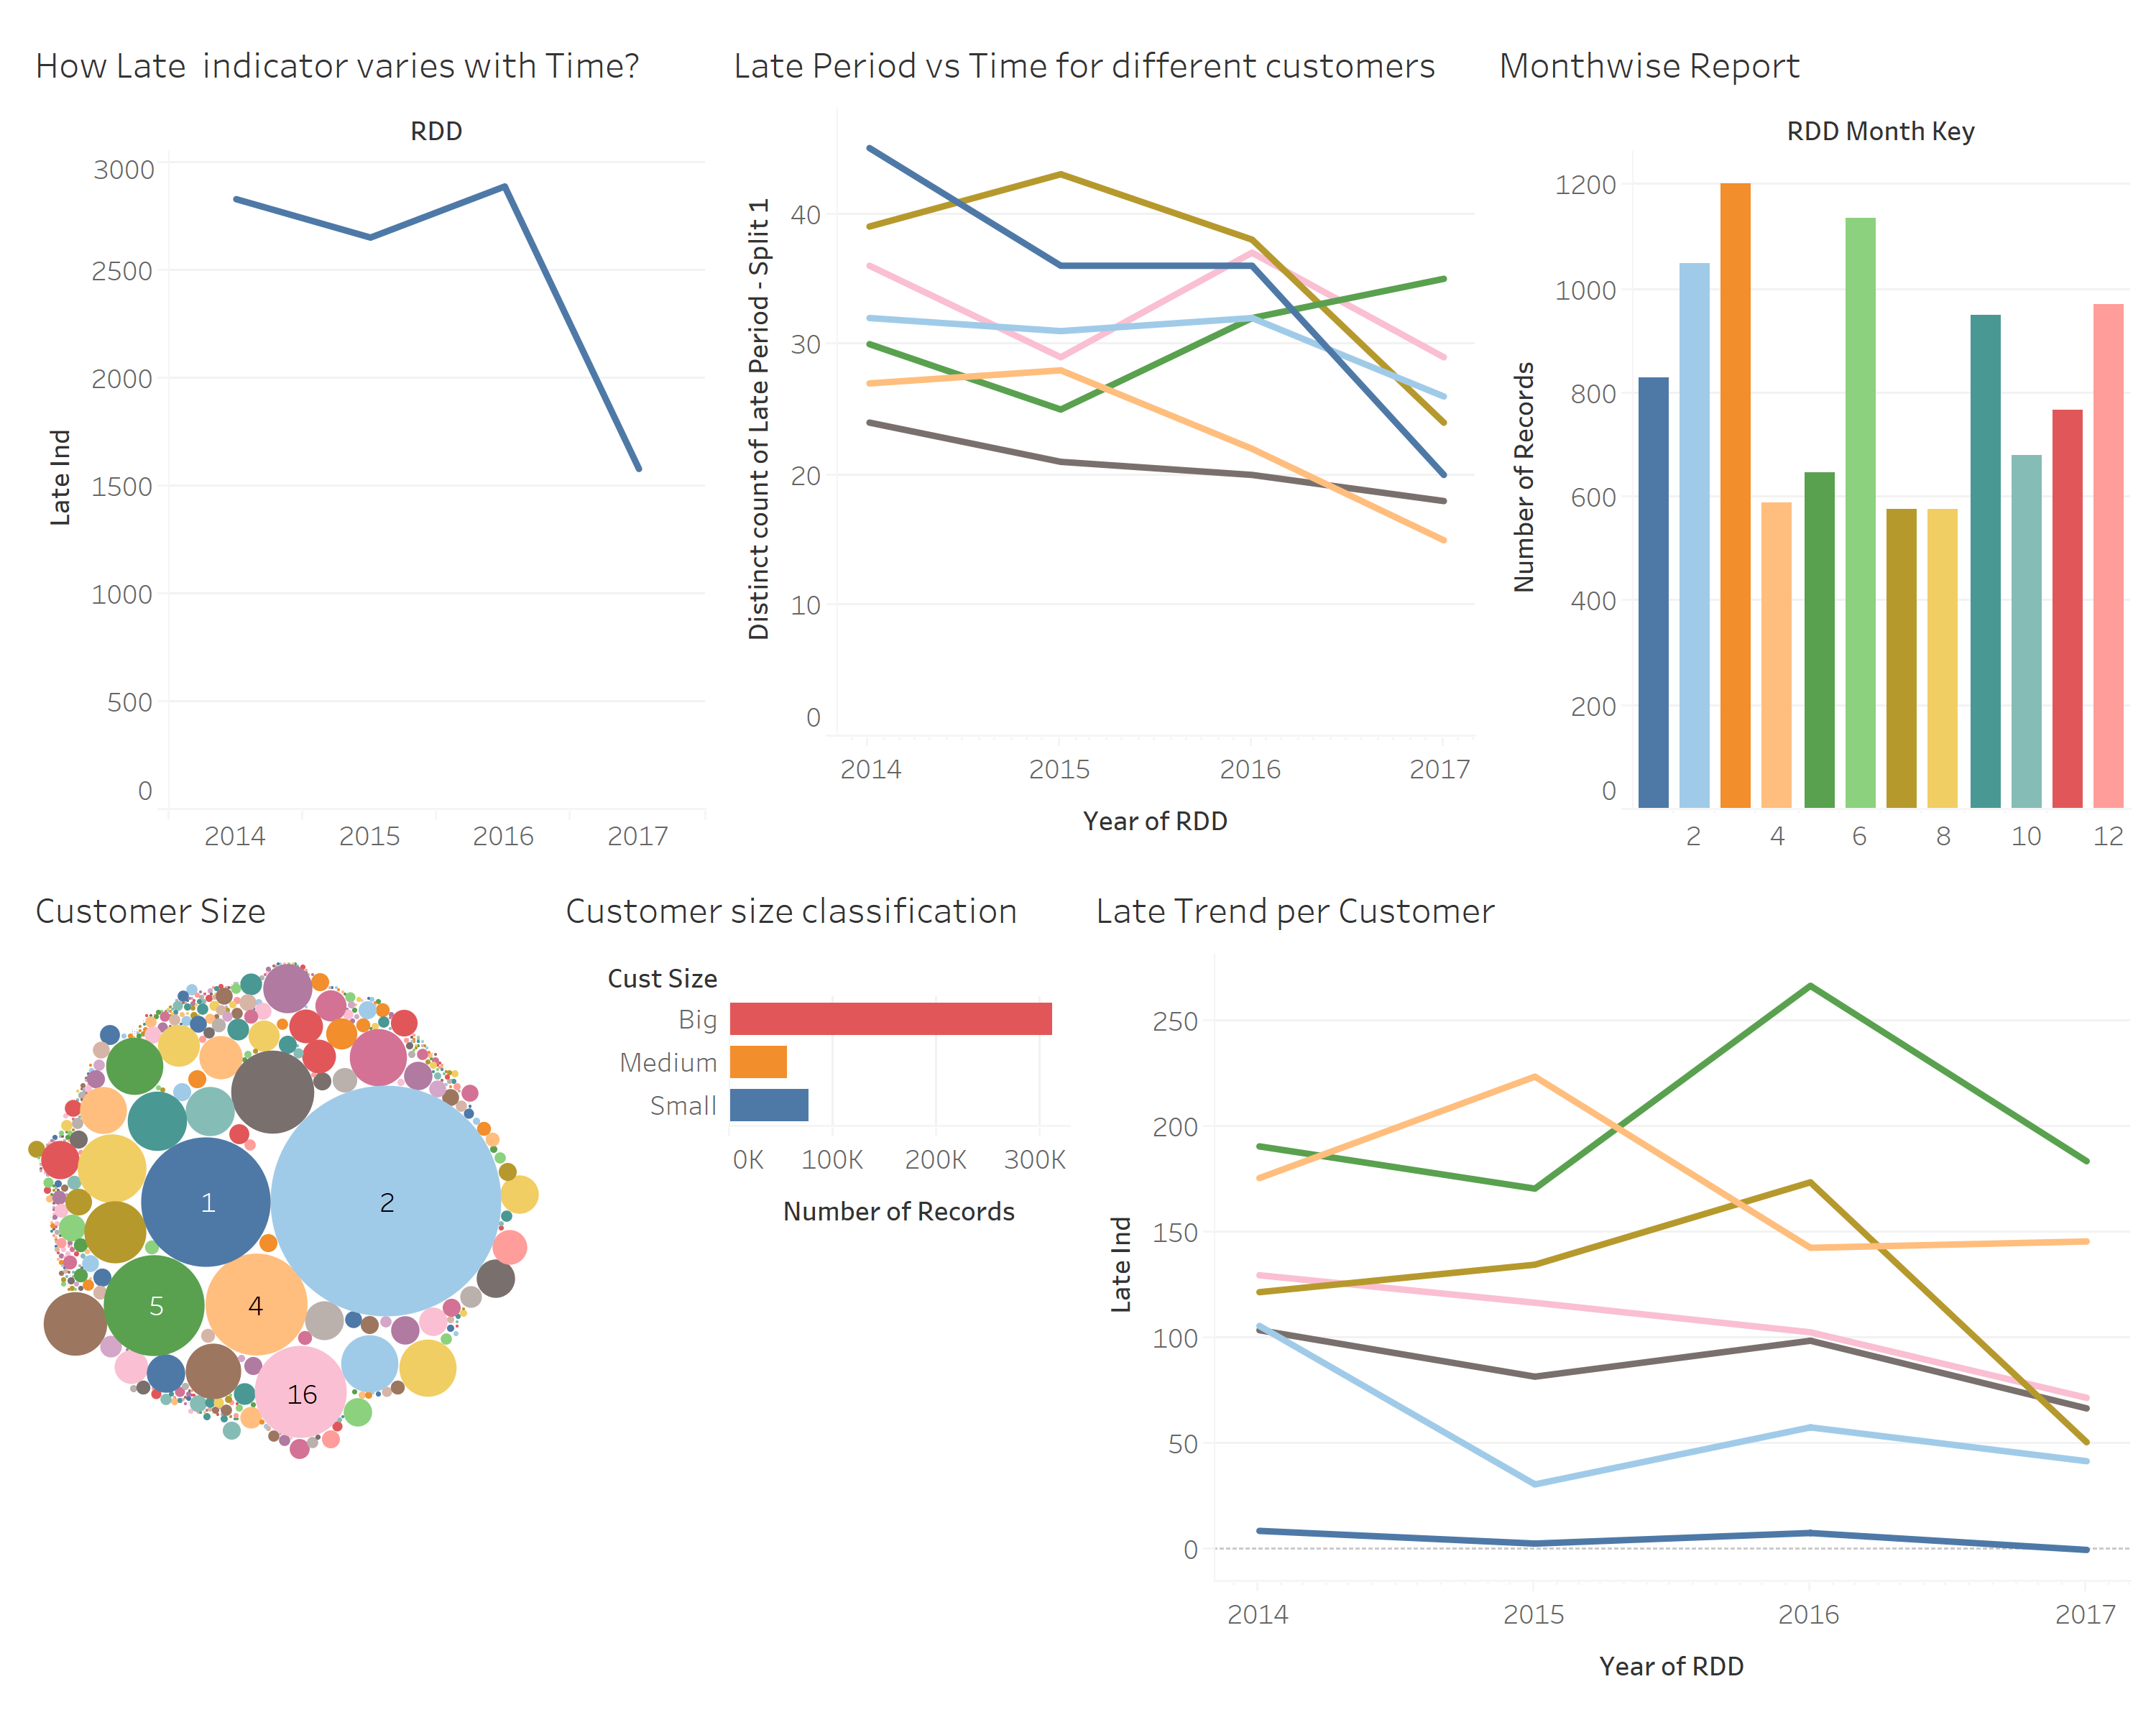 How Late  indicator varies with Time?
RDD
3000
2500
2000
1500
1000
500
0
Late Ind
2014 2015 2016 2017
Late Period vs Time for different customers
40
30
20
10
0
Distinct count of Late Period - Split 1
2014 2015 2016 2017
Year of RDD
Monthwise Report
RDD Month Key
1200
1000
800
600
400
200
0
Number of Records
2 4 6 8 10 12
Customer Size
1
2
5
4
16
Customer size classification
Cust Size
Big
Medium
Small
0K 100K 200K 300K
Number of Records
Late Trend per Customer
250
200
150
100
50
0
Late Ind
2014 2015 2016 2017
Year of RDD